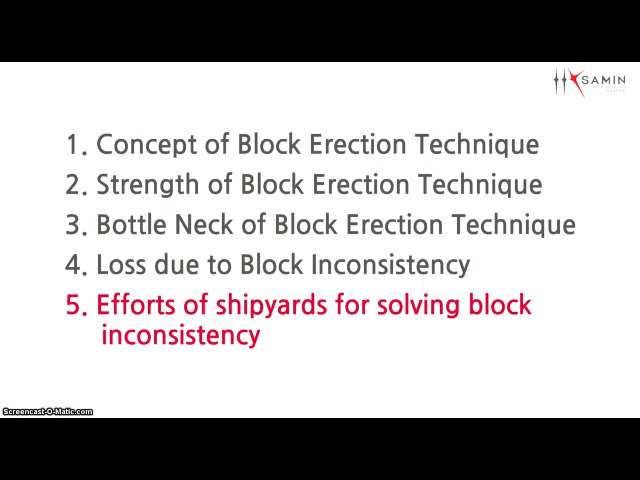 SAMIN
1. Concept of Block Erection Technique
2. Strength of Block Erection Technique
3. Bottle Neck of Block Erection Technique
4. Loss due to Block Inconsistency
5. Efforts of shipyards for solving block
inconsistency
Screencast-O-Matic.com